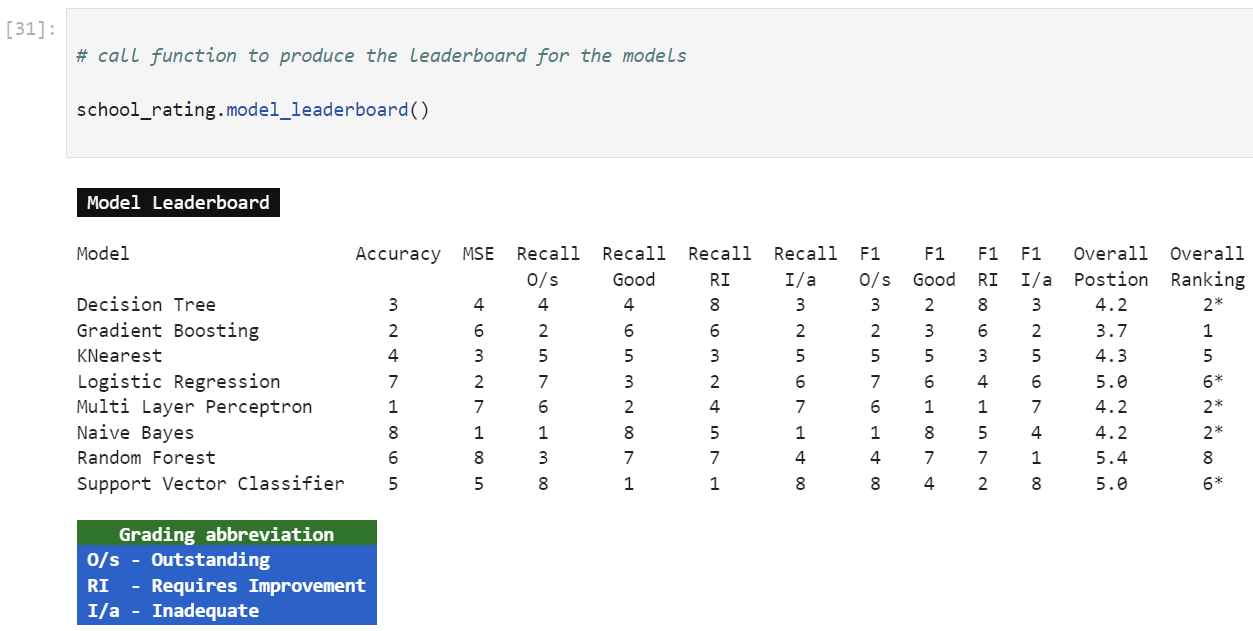 [31]:
# call function to produce the leaderboard for the models
school_rating.model_leaderboard()
Model Leaderboard
Model Accuracy MSE Recall Recall Recall Recall F1 F1 F1 F1 Overall Overall
O/s Good RI I/a O/s Good RI I/a Postion Ranking
Decision Tree 3 4 4 4 8 3 3 2 8 3 4.2 2*
Gradient Boosting 2 6 2 6 6 2 2 3 6 2 3.7 1
KNearest 4 3 5 5 3 5 5 5 3 5 4.3 5
Logistic Regression 7 2 7 3 2 6 7 6 4 6 5.0 6*
Multi Layer Perceptron 1 7 6 2 4 7 6 1 1 7 4.2 2*
Naive Bayes 8 1 1 8 5 1 1 8 5 4 4.2 2*
Random Forest 6 8 3 7 7 4 4 7 7 1 5.4 8
Support Vector Classifier 5 5 8 1 1 8 8 4 2 8 5.0 6*
Grading abbreviation
O/s - Outstanding
RI - Requires Improvement
I/a - Inadequate